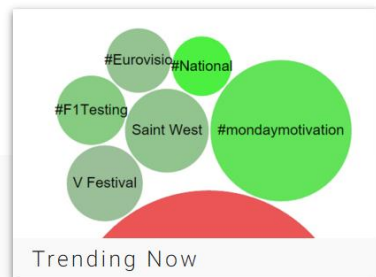 #Eurovisio
#National
#F1Testing
Saint West
#mondaymotivation
V Festival
Trending Now